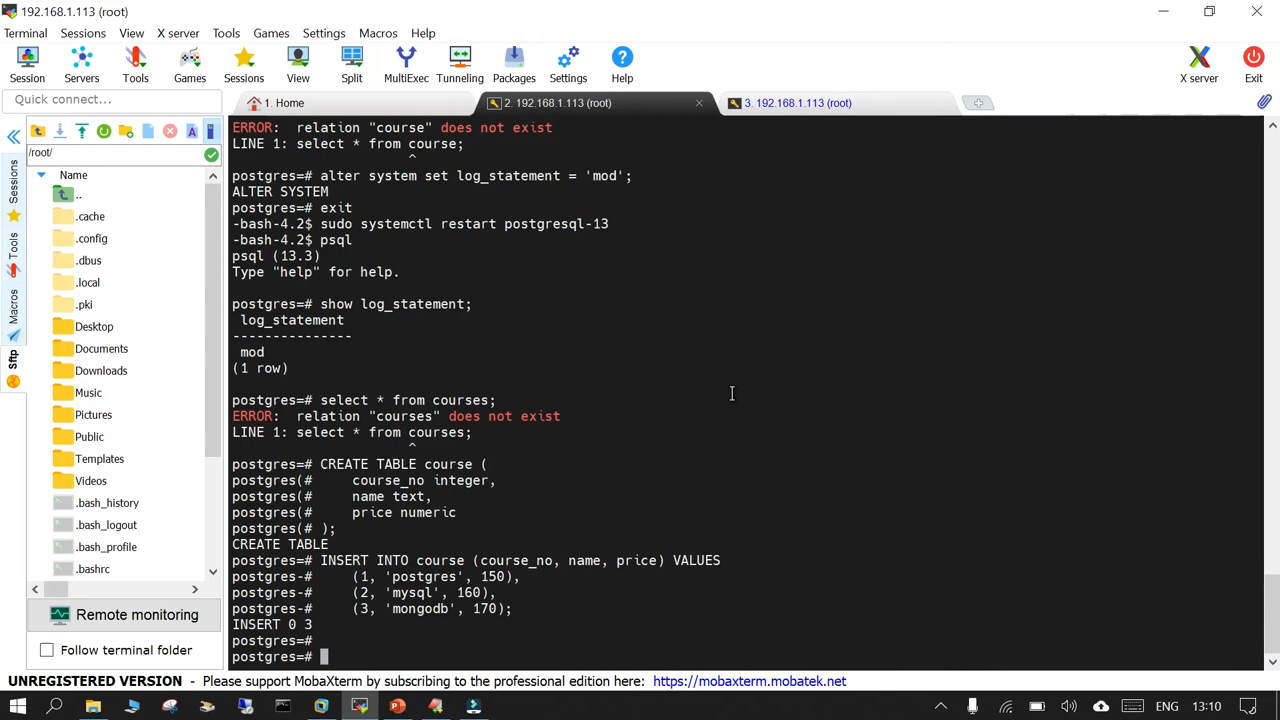 192.168.1.113 (root)
Terminal Sessions View X server Tools Games Settings Macros Help
Session Servers Tools Games Sessions View Split MultiExec Tunneling Packages Settings Help X server Exit
Quick connect...
1. Home
2. 192.168.1.113 (root)
3. 192.168.1.113 (root)
/root/
Name
..
.cache
.config
.dbus
.local
.pki
Desktop
Documents
Downloads
Music
Pictures
Public
Templates
Videos
.bash_history
.bash_logout
.bash_profile
.bashrc
Sessions
Tools
Macros
Sftp
Remote monitoring
Follow terminal folder
ERROR:  relation "course" does not exist
LINE 1: select * from course;
^
postgres=# alter system set log_statement = 'mod';
ALTER SYSTEM
postgres=# exit
-bash-4.2$ sudo systemctl restart postgresql-13
-bash-4.2$ psql
psql (13.3)
Type "help" for help.
postgres=# show log_statement;
log_statement
---------------
mod
(1 row)
postgres=# select * from courses;
ERROR:  relation "courses" does not exist
LINE 1: select * from courses;
^
postgres=# CREATE TABLE course (
postgres(#     course_no integer,
postgres(#     name text,
postgres(#     price numeric
postgres(# );
CREATE TABLE
postgres=# INSERT INTO course (course_no, name, price) VALUES
postgres-#     (1, 'postgres', 150),
postgres-#     (2, 'mysql', 160),
postgres-#     (3, 'mongodb', 170);
INSERT 0 3
postgres=#
postgres=#
UNREGISTERED VERSION - Please support MobaXterm by subscribing to the professional edition here: https://mobaxterm.mobatek.net
ENG 13:10